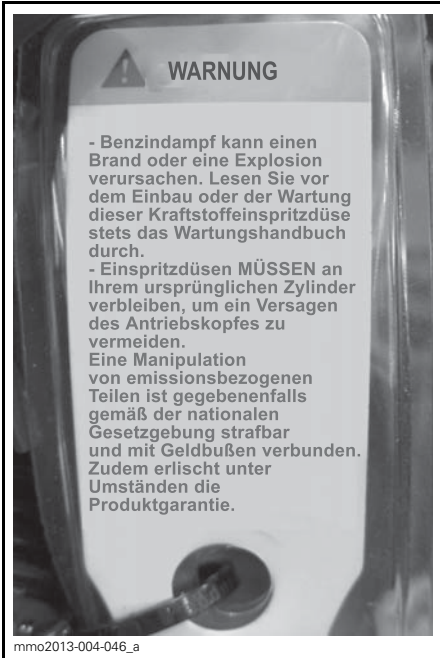 WARNUNG
- Benzindampf kann einen
Brand oder eine Explosion
verursachen. Lesen Sie vor
dem Einbau oder der Wartung
dieser Kraftstoffeinspritzdüse
stets das Wartungshandbuch
durch.
- Einspritzdüsen MÜSSEN an
Ihrem ursprünglichen Zylinder
verbleiben, um ein Versagen
des Antriebskopfes zu
vermeiden.
Eine Manipulation
von emissionsbezogenen
Teilen ist gegebenenfalls
gemäß der nationalen
Gesetzgebung strafbar
und mit Geldbußen verbunden.
Zudem erlischt unter
Umständen die
Produktgarantie.
mmo2013-004-046_a